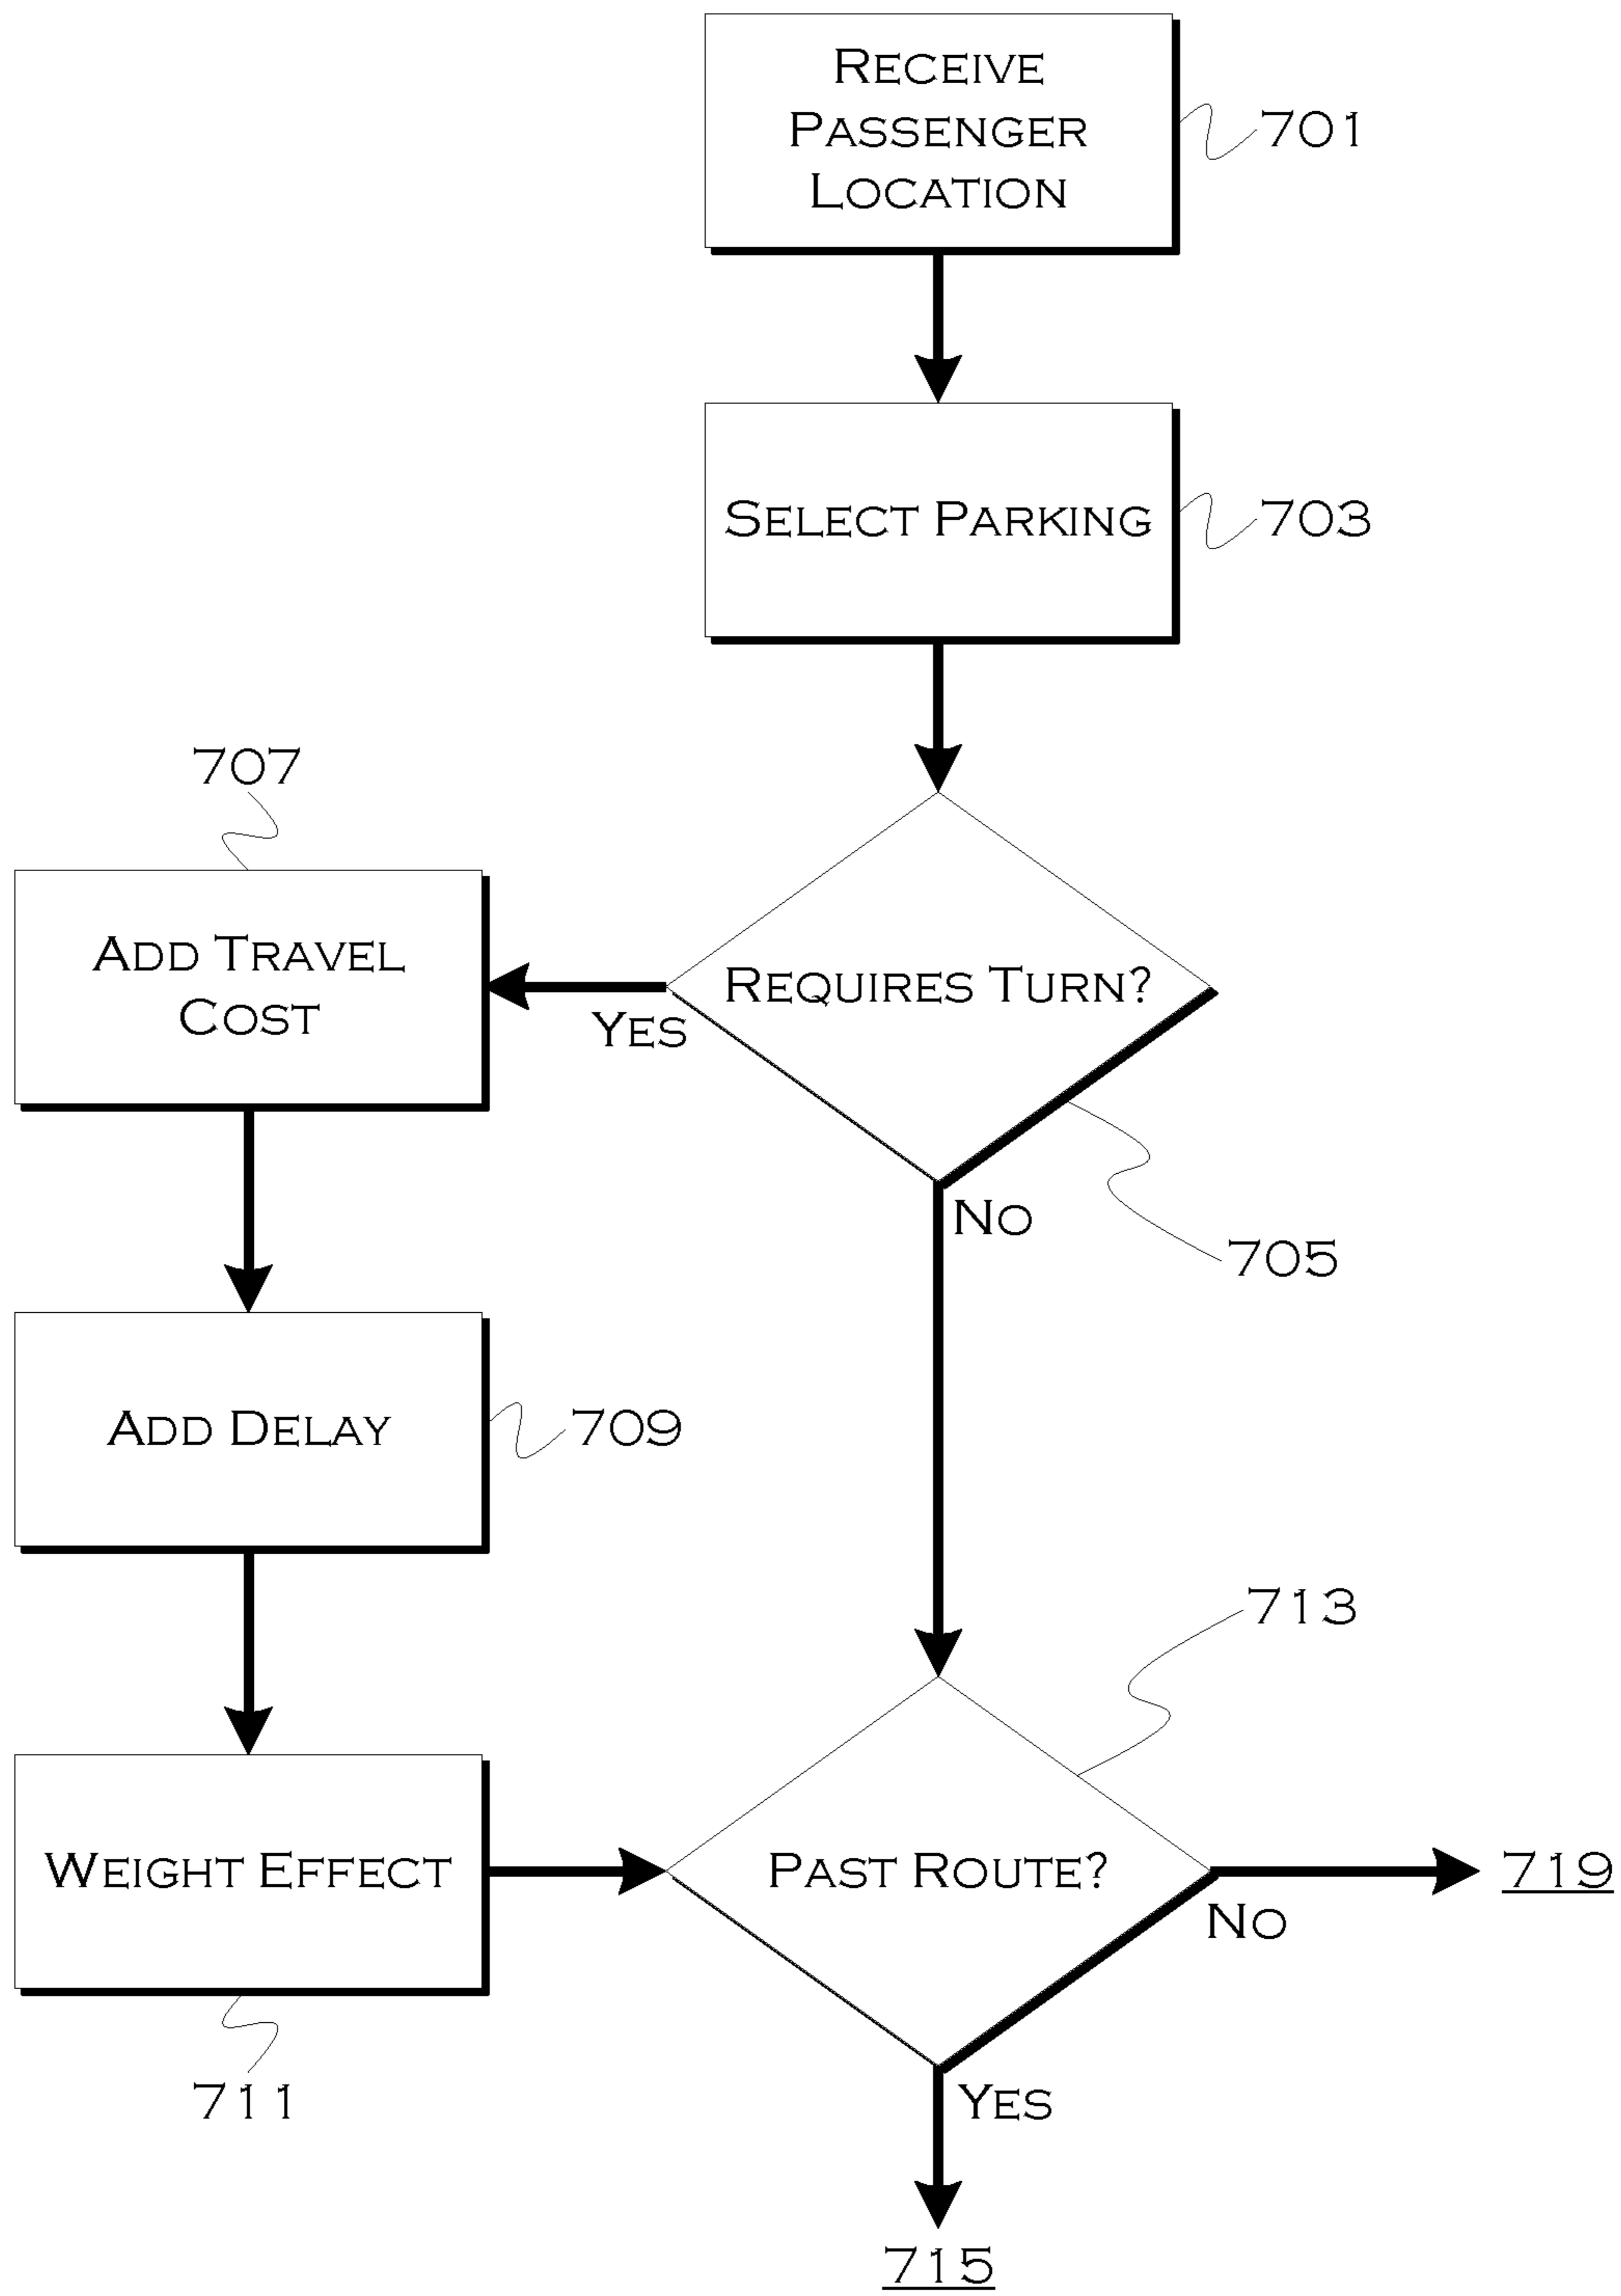 RECEIVE
PASSENGER
LOCATION
701
SELECT PARKING
703
707
ADD TRAVEL
COST
REQUIRES TURN?
YES
NO
705
ADD DELAY
709
713
WEIGHT EFFECT
PAST ROUTE?
719
NO
711
YES
715